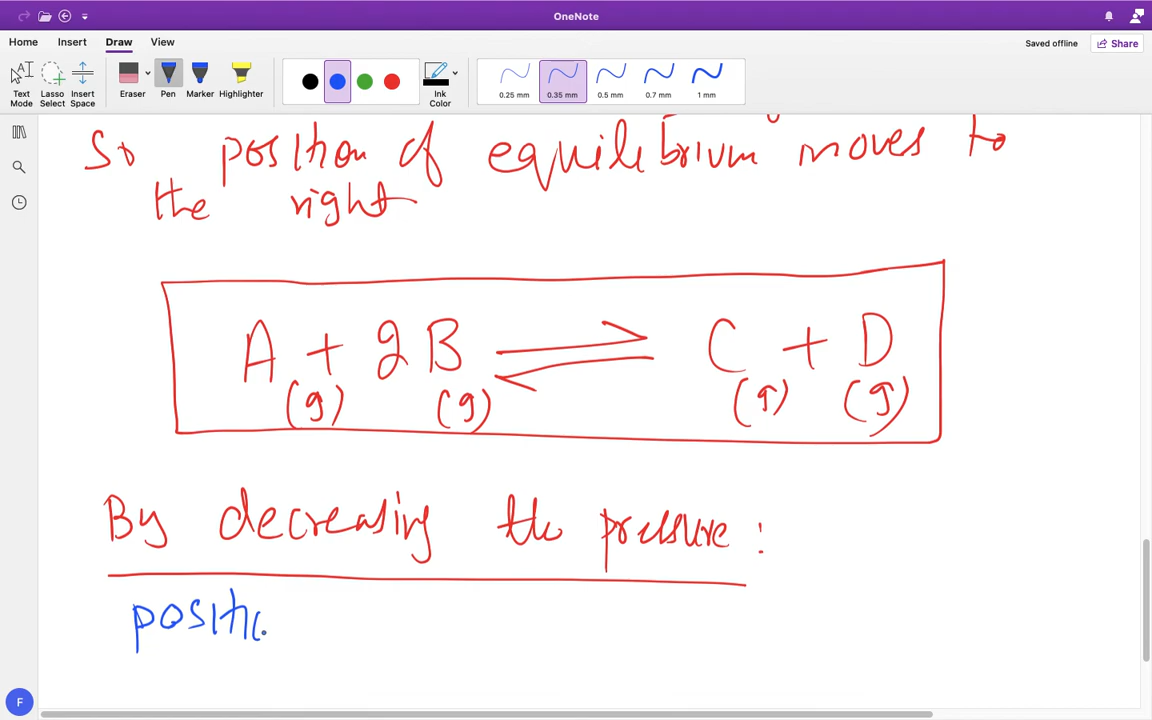 OneNote
Home Insert Draw View
Saved offline
Share
Text Mode
Lasso Select
Insert Space
Eraser
Pen
Marker
Highlighter
Ink Color
0.25 mm
0.35 mm
0.5 mm
0.7 mm
1 mm
So position of equilibrium moves to
the right
A + 2B ⇌ C + D
(g) (g) (g) (g)
By decreasing the pressure :
positi
F